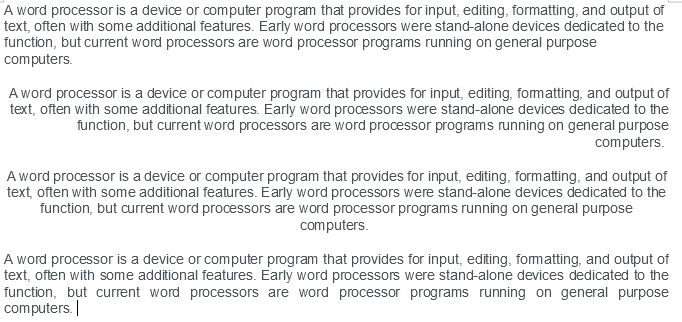 A word processor is a device or computer program that provides for input, editing, formatting, and output of
text, often with some additional features. Early word processors were stand-alone devices dedicated to the
function, but current word processors are word processor programs running on general purpose
computers.
A word processor is a device or computer program that provides for input, editing, formatting, and output of
text, often with some additional features. Early word processors were stand-alone devices dedicated to the
function, but current word processors are word processor programs running on general purpose
computers.
A word processor is a device or computer program that provides for input, editing, formatting, and output of
text, often with some additional features. Early word processors were stand-alone devices dedicated to the
function, but current word processors are word processor programs running on general purpose
computers.
A word processor is a device or computer program that provides for input, editing, formatting, and output of
text, often with some additional features. Early word processors were stand-alone devices dedicated to the
function, but current word processors are word processor programs running on general purpose
computers.